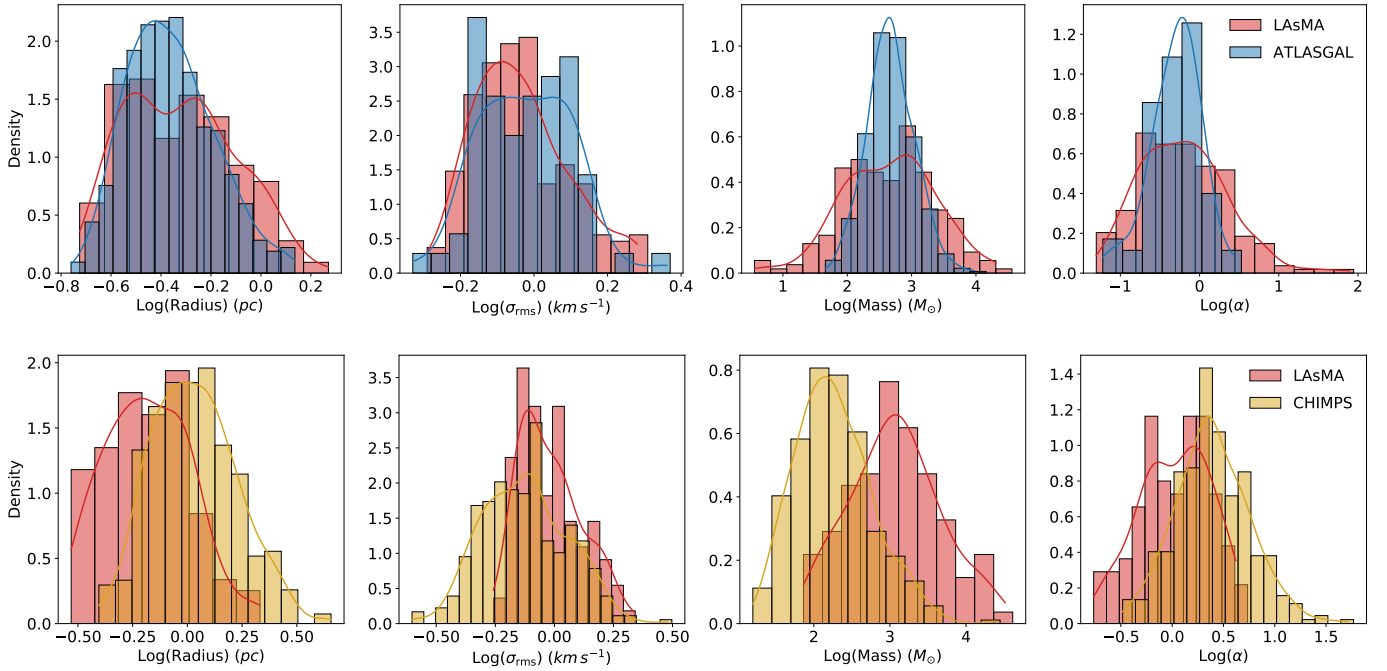 LAsMA
ATLASGAL
Density
2.0
1.5
1.0
0.5
0.0
−0.8 −0.6 −0.4 −0.2 0.0 0.2
Log(Radius) (pc)
3.5
3.0
2.5
2.0
1.5
1.0
0.5
0.0
−0.2 0.0 0.2 0.4
Log(σrms) (km s⁻¹)
1.0
0.8
0.6
0.4
0.2
0.0
1 2 3 4
Log(Mass) (M⊙)
1.2
1.0
0.8
0.6
0.4
0.2
0.0
−1 0 1 2
Log(α)
LAsMA
CHIMPS
Density
2.0
1.5
1.0
0.5
0.0
−0.50 −0.25 0.00 0.25 0.50
Log(Radius) (pc)
3.5
3.0
2.5
2.0
1.5
1.0
0.5
0.0
−0.50 −0.25 0.00 0.25 0.50
Log(σrms) (km s⁻¹)
0.8
0.6
0.4
0.2
0.0
2 3 4
Log(Mass) (M⊙)
1.4
1.2
1.0
0.8
0.6
0.4
0.2
0.0
−0.5 0.0 0.5 1.0 1.5
Log(α)